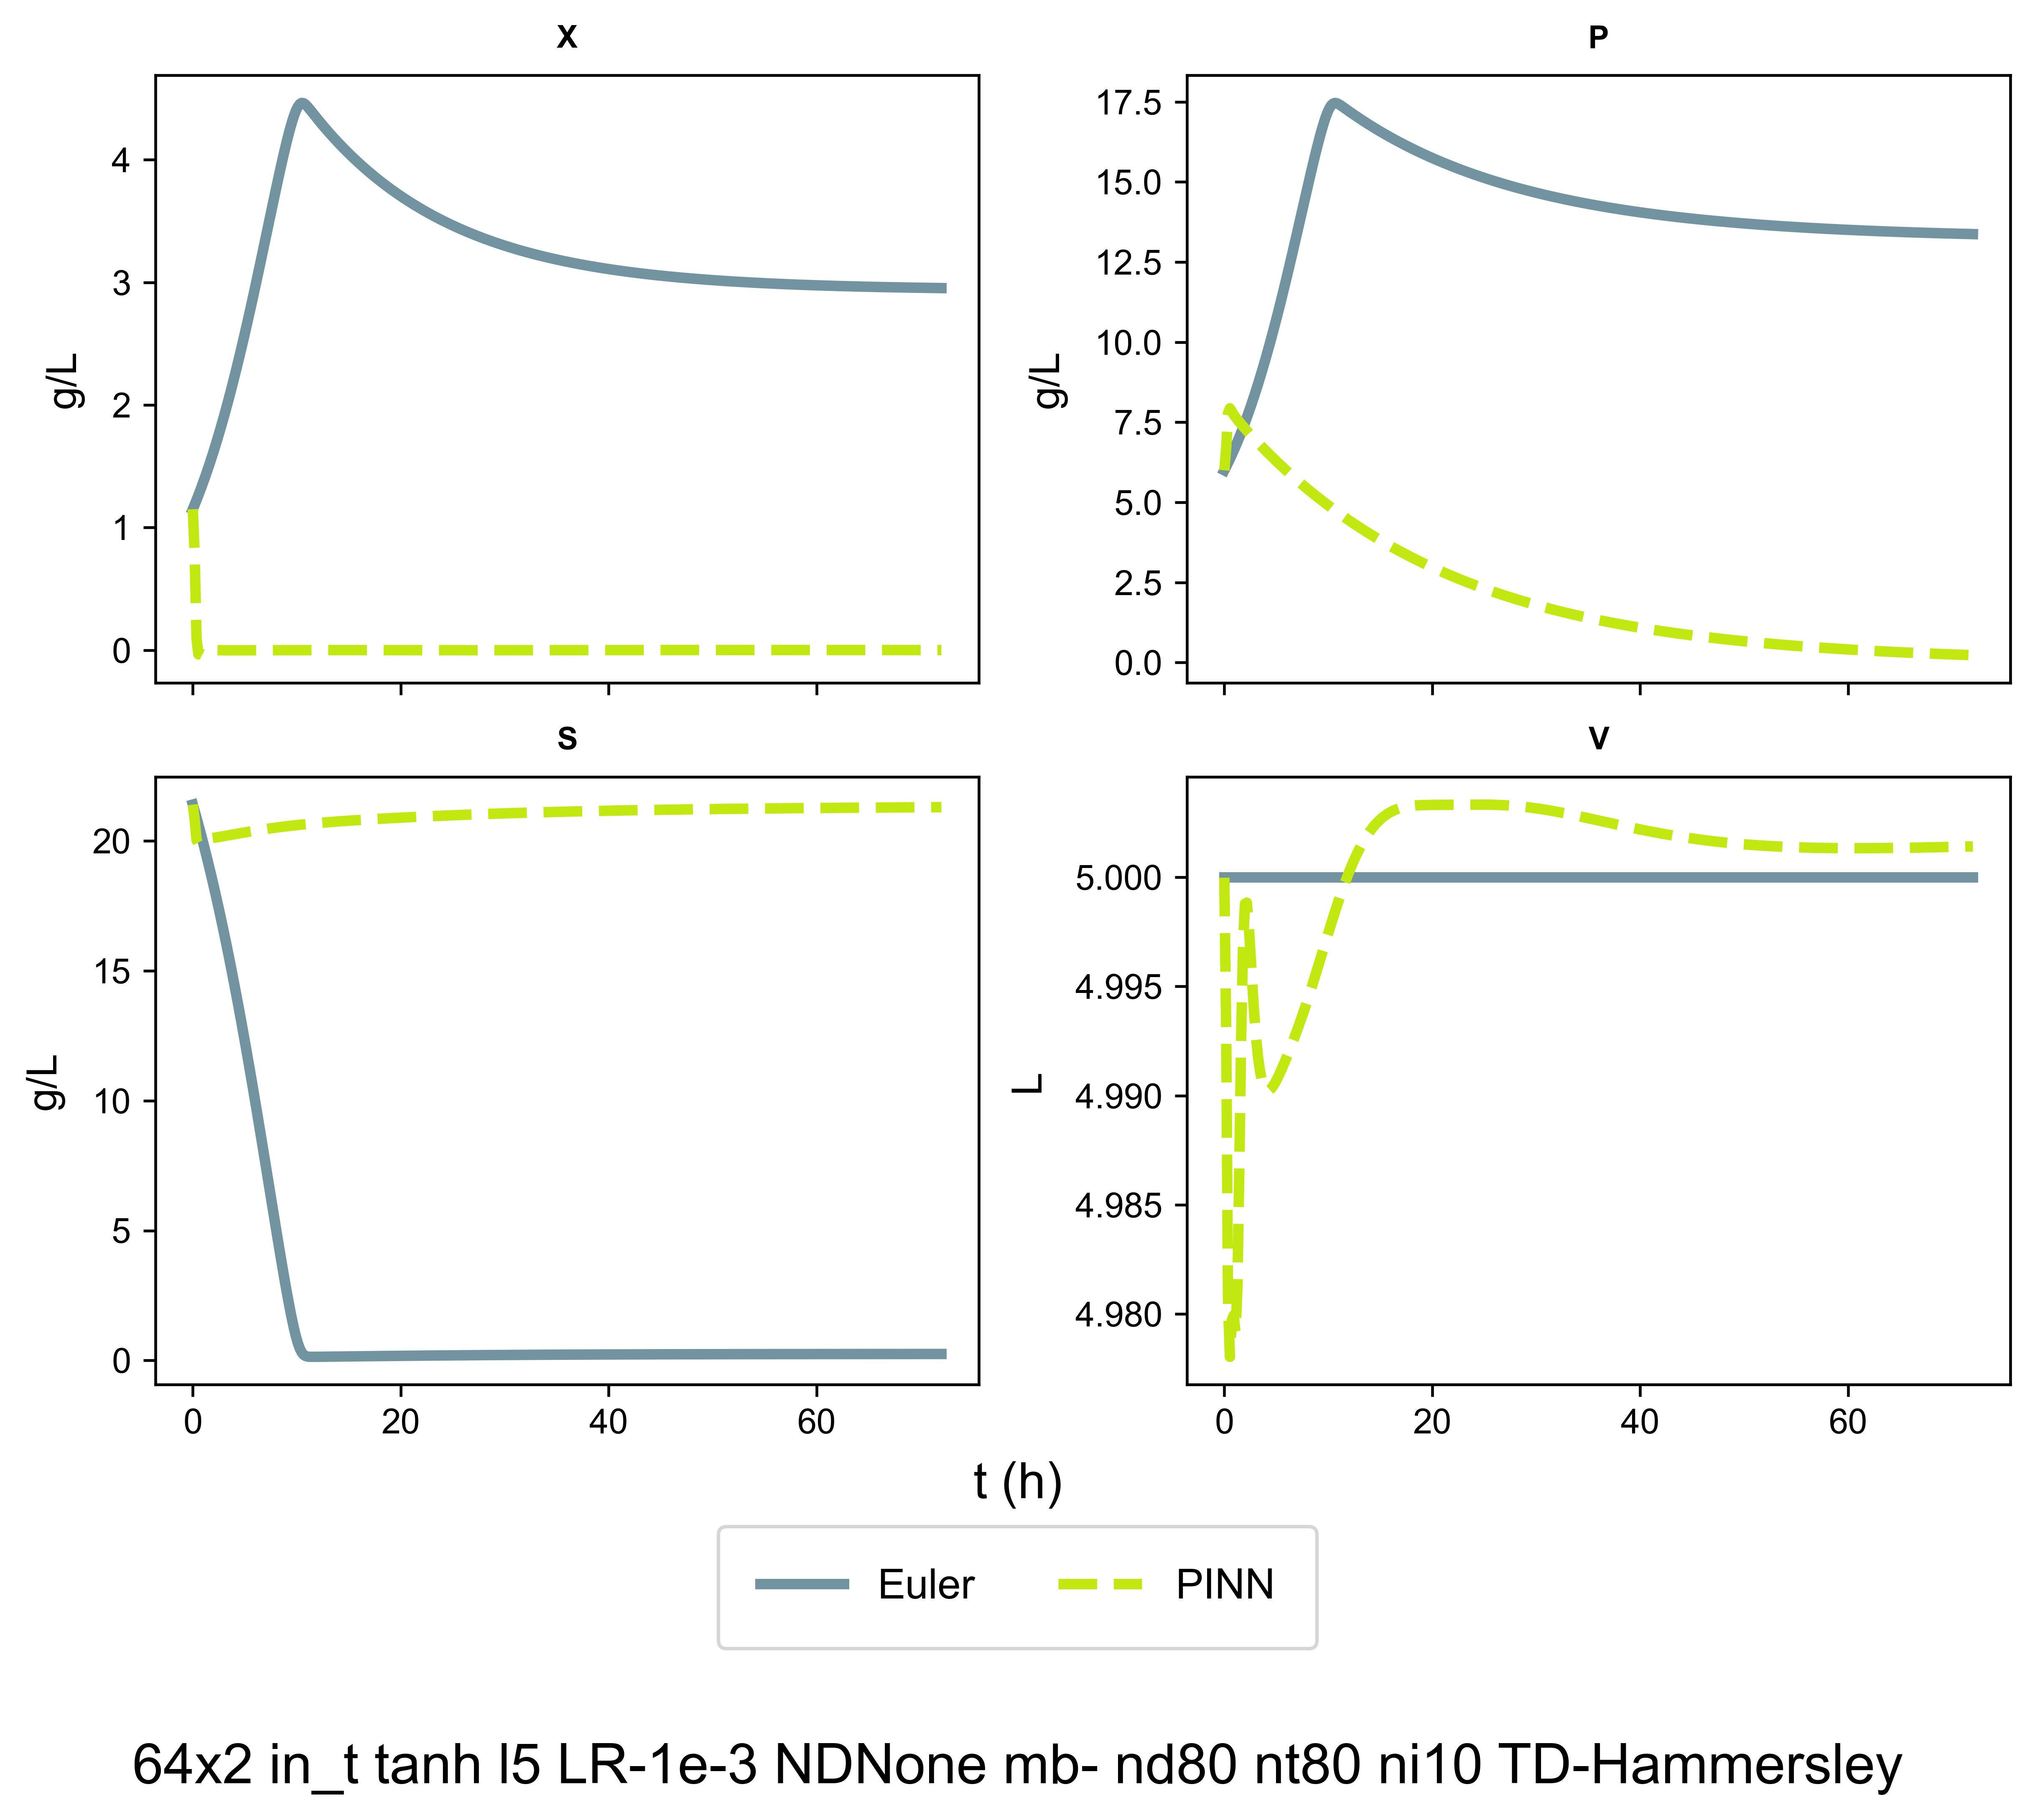 X
P
4
3
2
1
0
g/L
17.5
15.0
12.5
10.0
7.5
5.0
2.5
0.0
g/L
S
V
20
15
10
5
0
g/L
5.000
4.995
4.990
4.985
4.980
L
0 20 40 60
0 20 40 60
t (h)
Euler PINN
64x2 in_t tanh l5 LR-1e-3 NDNone mb- nd80 nt80 ni10 TD-Hammersley